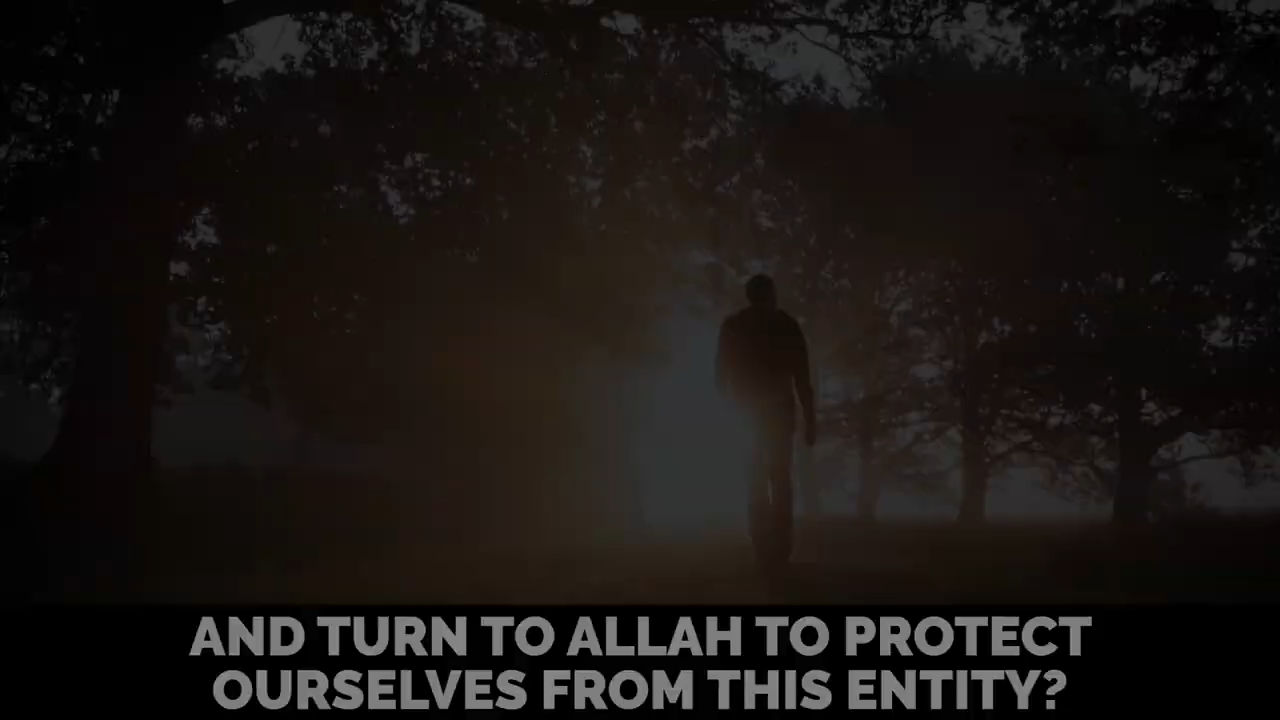 AND TURN TO ALLAH TO PROTECT
OURSELVES FROM THIS ENTITY?